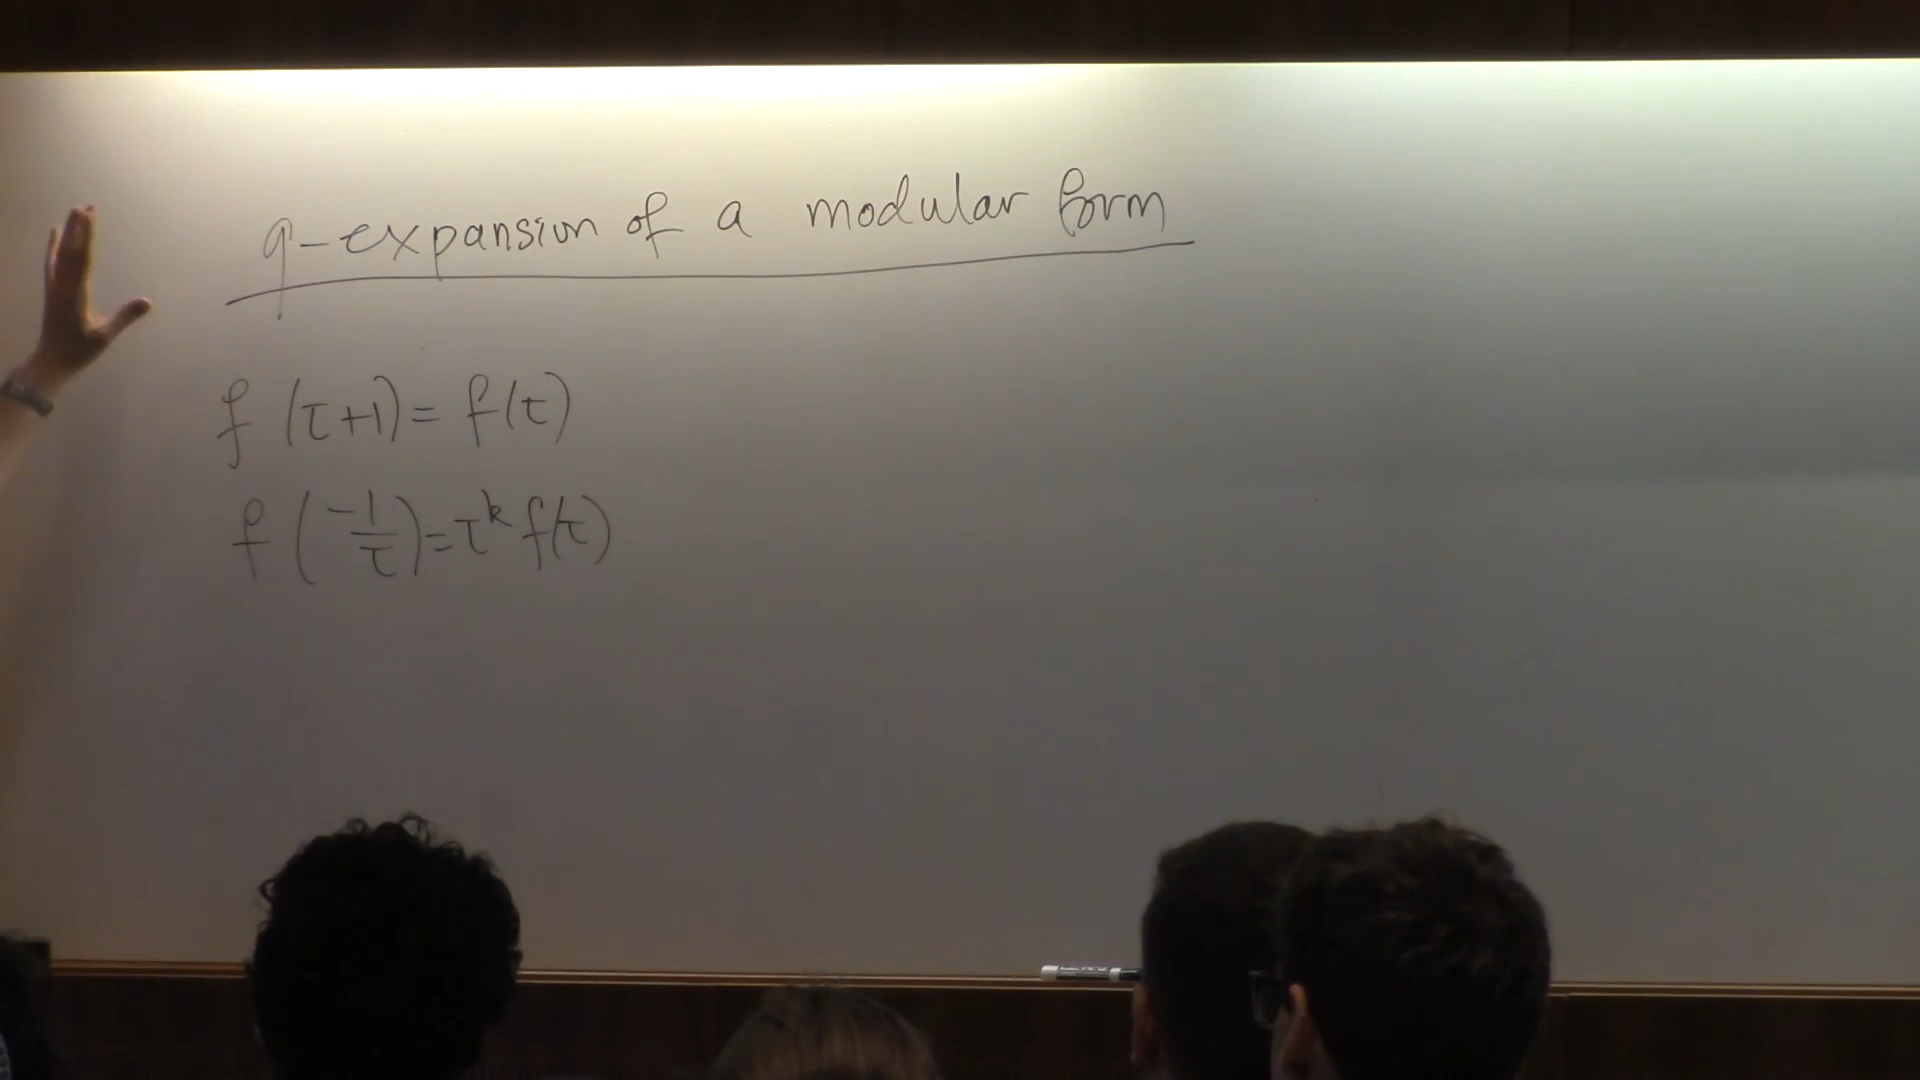 q-expansion of a modular form
f (τ+1) = f(τ)
f (-1/τ) = τ^k f(τ)